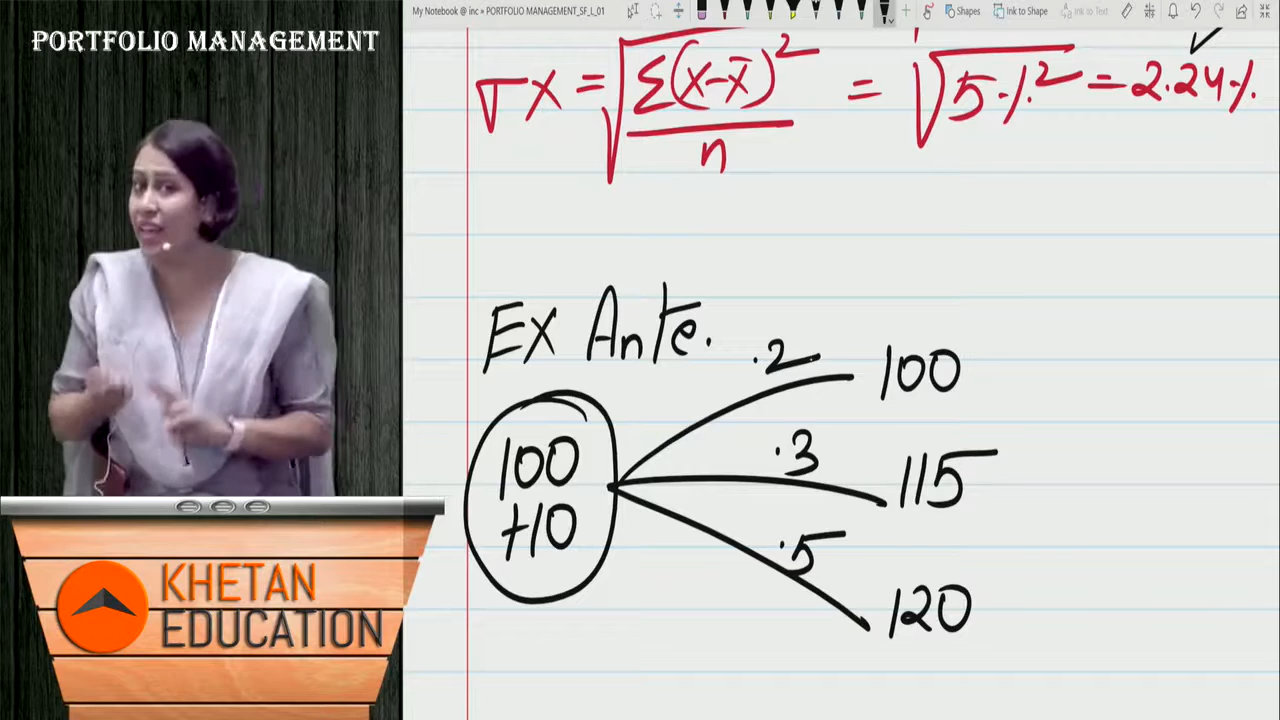 PORTFOLIO MANAGEMENT
My Notebook @ inc » PORTFOLIO MANAGEMENT_SF_L_01
Shapes
Ink to Shape
Ink to Text
σx = √Σ(x-x̄)²/n = √5%² = 2.24% ✓
EX Ante.
100
+10
.2 100
.3 115
.5 120
KHETAN
EDUCATION